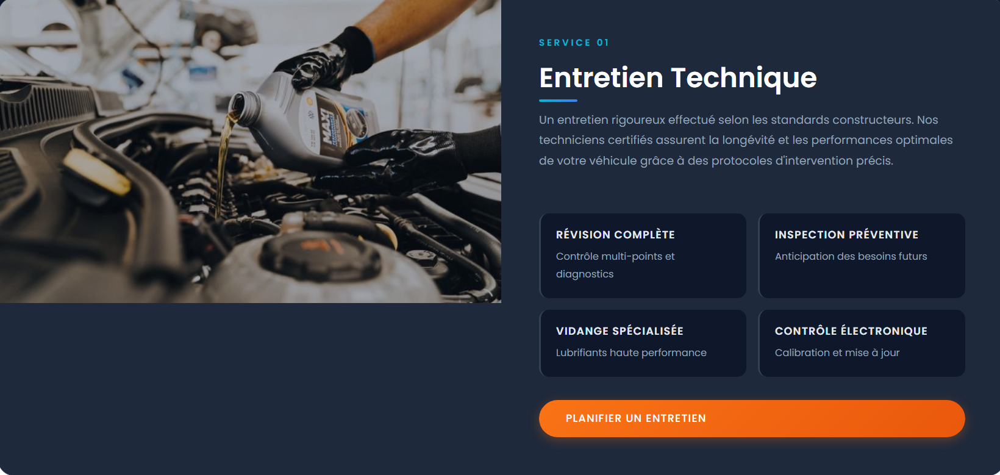 SERVICE 01
Entretien Technique
Un entretien rigoureux effectué selon les standards constructeurs. Nos
techniciens certifiés assurent la longévité et les performances optimales
de votre véhicule grâce à des protocoles d'intervention précis.
RÉVISION COMPLÈTE
Contrôle multi-points et
diagnostics
INSPECTION PRÉVENTIVE
Anticipation des besoins futurs
VIDANGE SPÉCIALISÉE
Lubrifiants haute performance
CONTRÔLE ÉLECTRONIQUE
Calibration et mise à jour
PLANIFIER UN ENTRETIEN
MAXI
PERFORMANCE